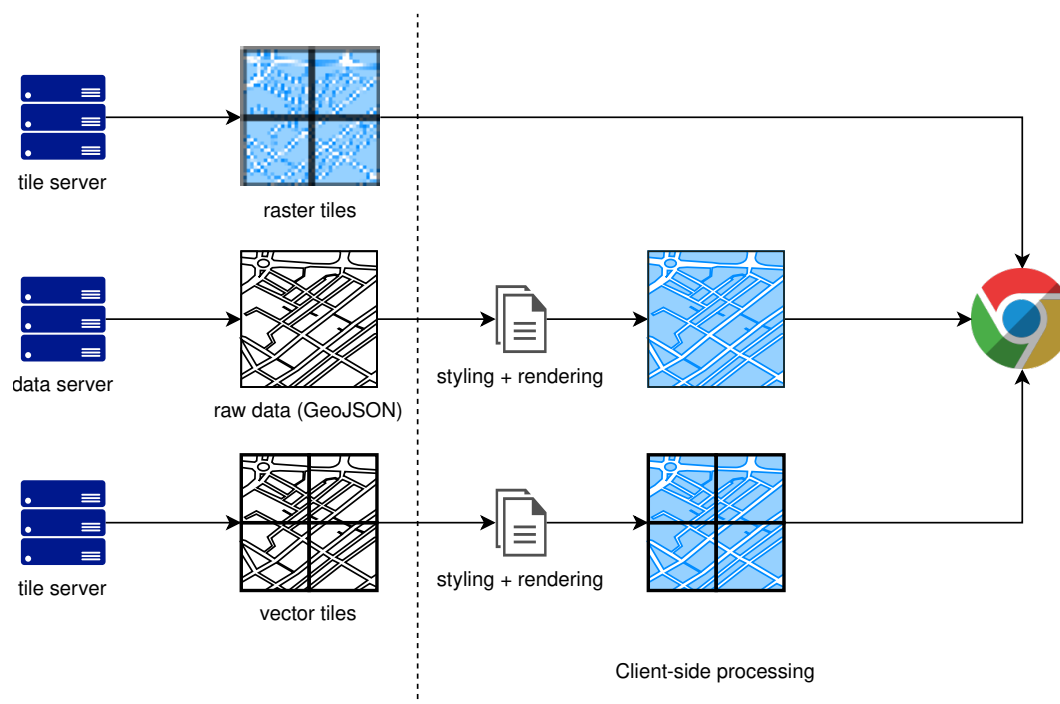 tile server
raster tiles
data server
raw data (GeoJSON)
styling + rendering
tile server
vector tiles
styling + rendering
Client-side processing